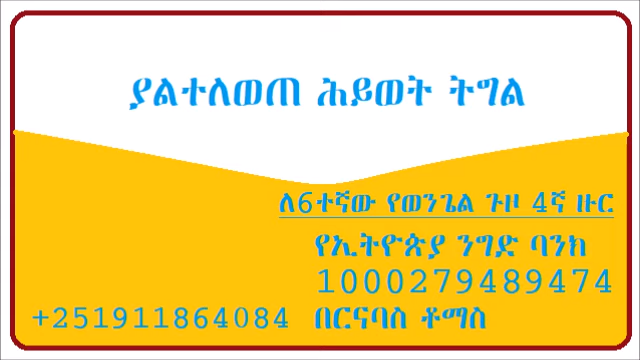 ያልተለወጠ ሕይወት ትግል
ለ6ተኛው የወንጌል ጉዞ 4ኛ ዙር
የኢትዮጵያ ንግድ ባንክ
1000279489474
+251911864084 በርናባስ ቶማስ